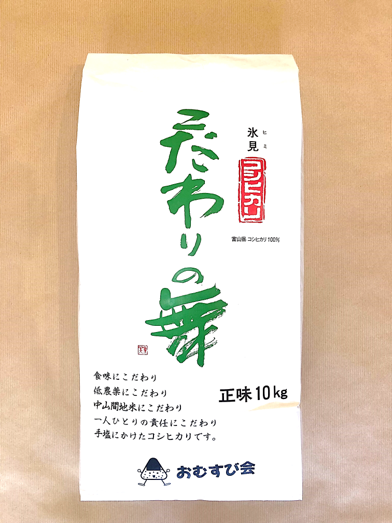 こだわりの舞
氷見
ひみ
コシヒカリ
富山県 コシヒカリ 100%
食味にこだわり
低農薬にこだわり
中山間地米にこだわり
一人ひとりの責任にこだわり
手塩にかけたコシヒカリです。
正味10kg
おむすび会